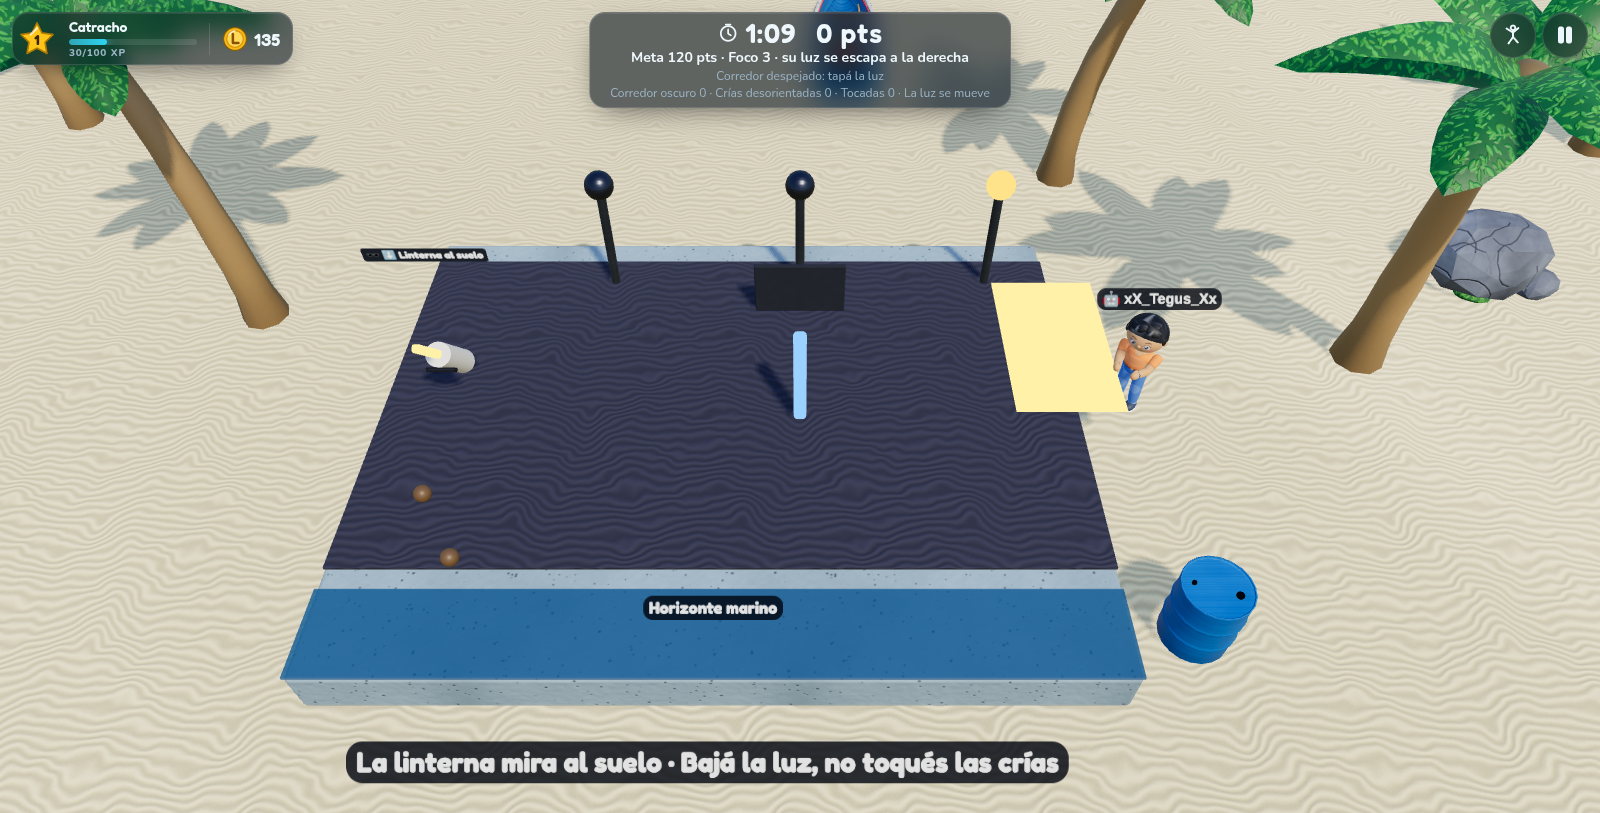 Catracho
1
30/100 XP
L 135
1:09 0 pts
Meta 120 pts · Foco 3 · su luz se escapa a la derecha
Corredor despejado: tapá la luz
Corredor oscuro 0 · Crías desorientadas 0 · Tocadas 0 · La luz se mueve
Linterna al suelo
xX_Tegus_Xx
Horizonte marino
La linterna mira al suelo · Bajá la luz, no toqués las crías